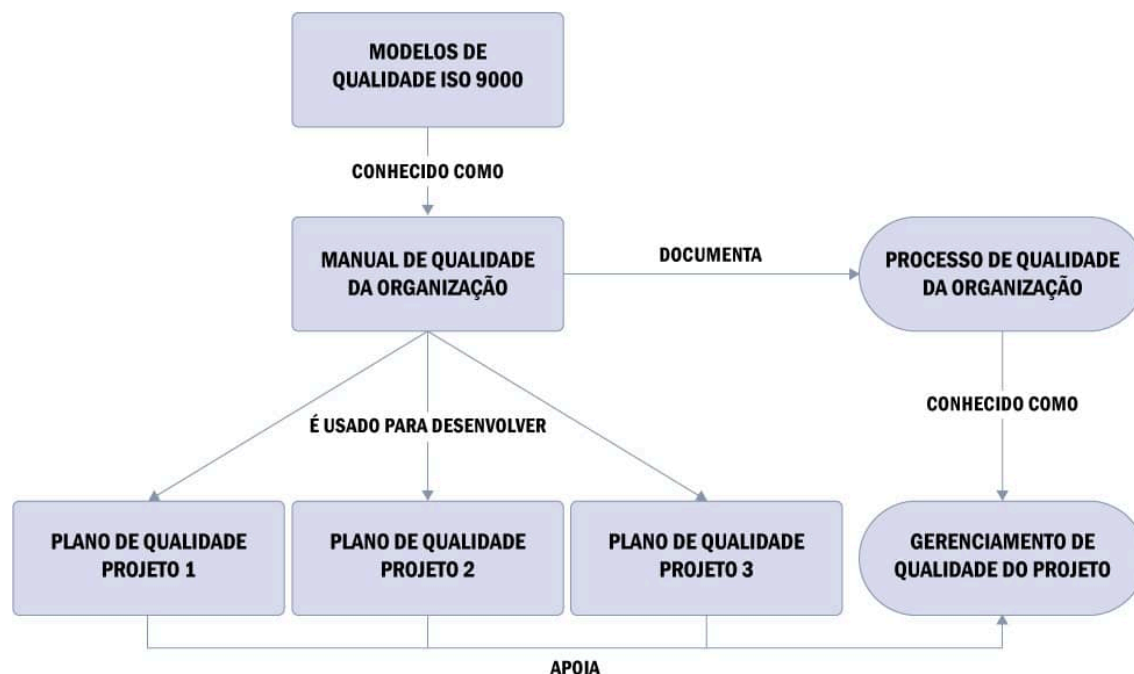 MODELOS DE
QUALIDADE ISO 9000
CONHECIDO COMO
MANUAL DE QUALIDADE
DA ORGANIZAÇÃO
DOCUMENTA
PROCESSO DE QUALIDADE
DA ORGANIZAÇÃO
CONHECIDO COMO
É USADO PARA DESENVOLVER
PLANO DE QUALIDADE
PROJETO 1
PLANO DE QUALIDADE
PROJETO 2
PLANO DE QUALIDADE
PROJETO 3
GERENCIAMENTO DE
QUALIDADE DO PROJETO
APOIA